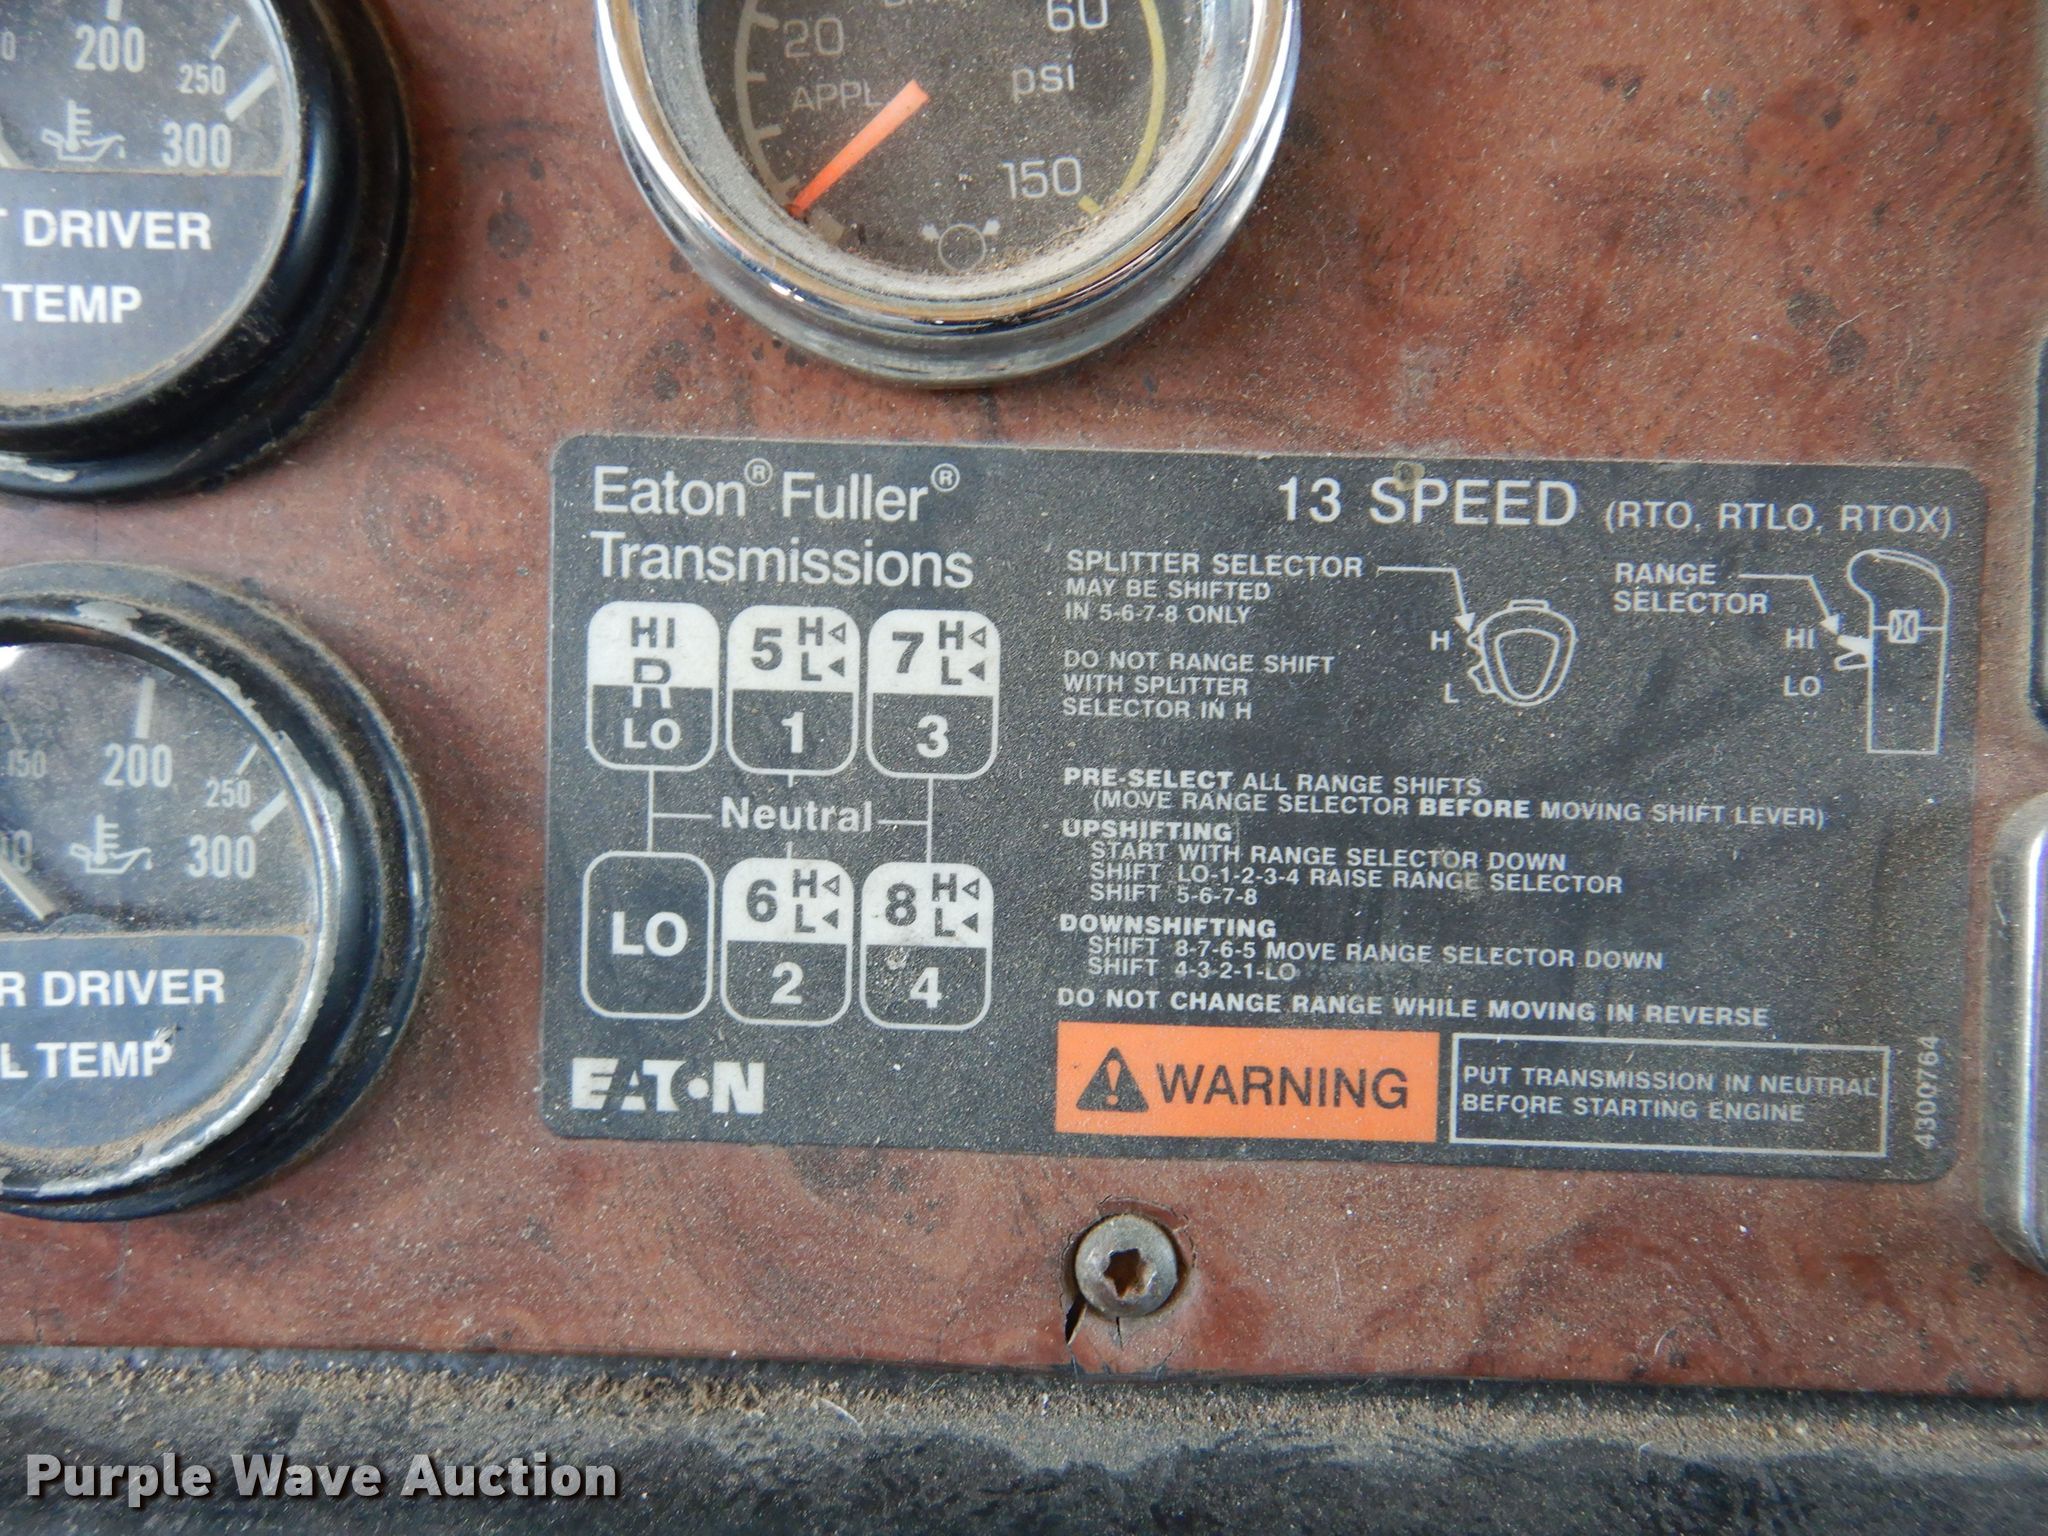 200
250
300
T DRIVER
TEMP
20
60
APPL
psi
150
Eaton® Fuller®
Transmissions
13 SPEED (RTO, RTLO, RTOX)
HI
R
LO
5 H
L
1
7 H
L
3
Neutral
LO
6 H
L
2
8 H
L
4
EATON
SPLITTER SELECTOR
MAY BE SHIFTED
IN 5-6-7-8 ONLY
H
L
RANGE
SELECTOR
HI
LO
DO NOT RANGE SHIFT
WITH SPLITTER
SELECTOR IN H
PRE-SELECT ALL RANGE SHIFTS
(MOVE RANGE SELECTOR BEFORE MOVING SHIFT LEVER)
UPSHIFTING
START WITH RANGE SELECTOR DOWN
SHIFT LO-1-2-3-4 RAISE RANGE SELECTOR
SHIFT 5-6-7-8
DOWNSHIFTING
SHIFT 8-7-6-5 MOVE RANGE SELECTOR DOWN
SHIFT 4-3-2-1-LO
DO NOT CHANGE RANGE WHILE MOVING IN REVERSE
WARNING
PUT TRANSMISSION IN NEUTRAL
BEFORE STARTING ENGINE
4300764
150
200
250
300
R DRIVER
L TEMP
Purple Wave Auction